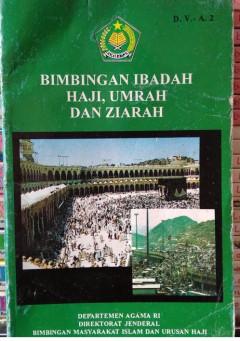 D. V. - A. 2
BIMBINGAN IBADAH
HAJI, UMRAH
DAN ZIARAH
DEPARTEMEN AGAMA RI
DIREKTORAT JENDERAL
BIMBINGAN MASYARAKAT ISLAM DAN URUSAN HAJI